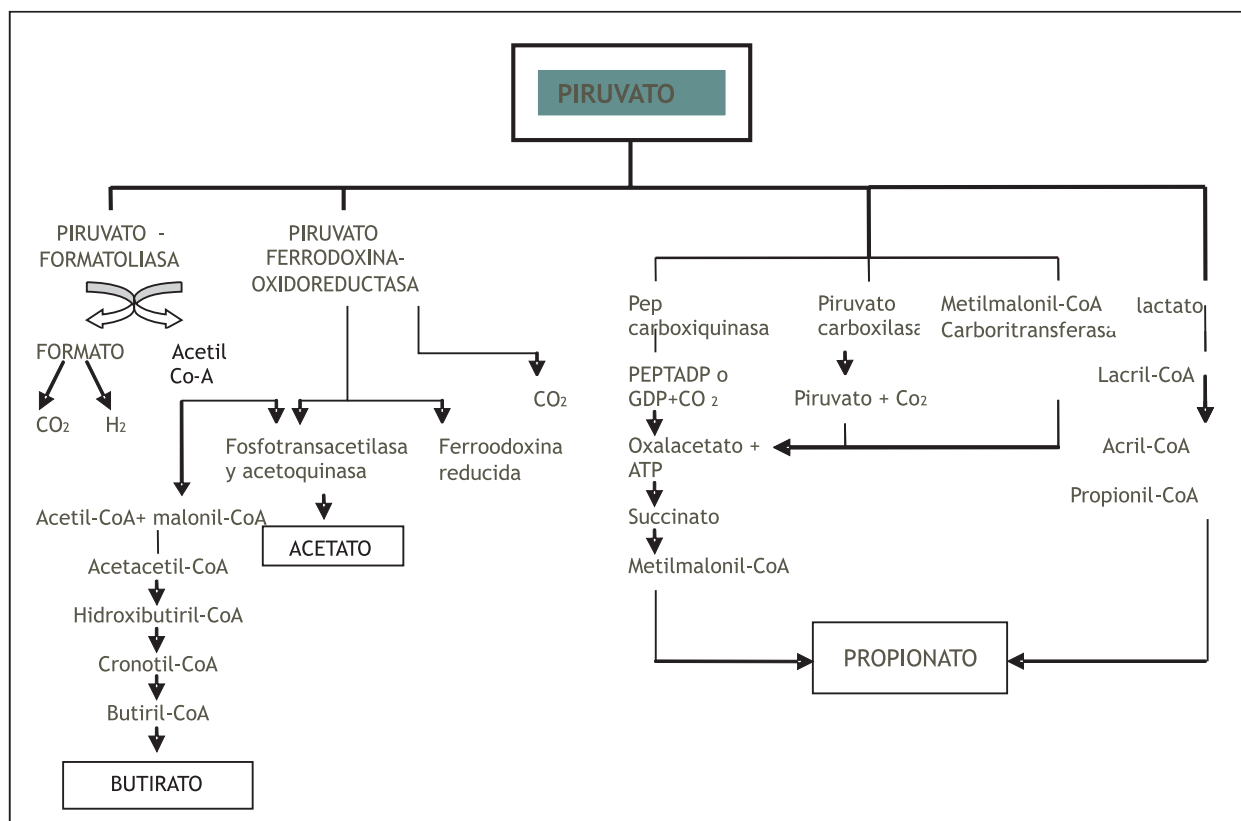 PIRUVATO
PIRUVATO -
FORMATOLIASA
FORMATO
Acetil
Co-A
CO2
H2
PIRUVATO
FERRODOXINA-
OXIDOREDUCTASA
CO2
Fosfotransacetilasa
y acetoquinasa
Ferroodoxina
reducida
Acetil-CoA+ malonil-CoA
ACETATO
Acetacetil-CoA
Hidroxibutiril-CoA
Cronotil-CoA
Butiril-CoA
BUTIRATO
Pep
carboxiquinasa
PEPTADP o
GDP+CO 2
Oxalacetato +
ATP
Succinato
Metilmalonil-CoA
Piruvato
carboxilasa
Piruvato + Co2
Metilmalonil-CoA
Carboritransferasa
lactato
Lacril-CoA
Acril-CoA
Propionil-CoA
PROPIONATO